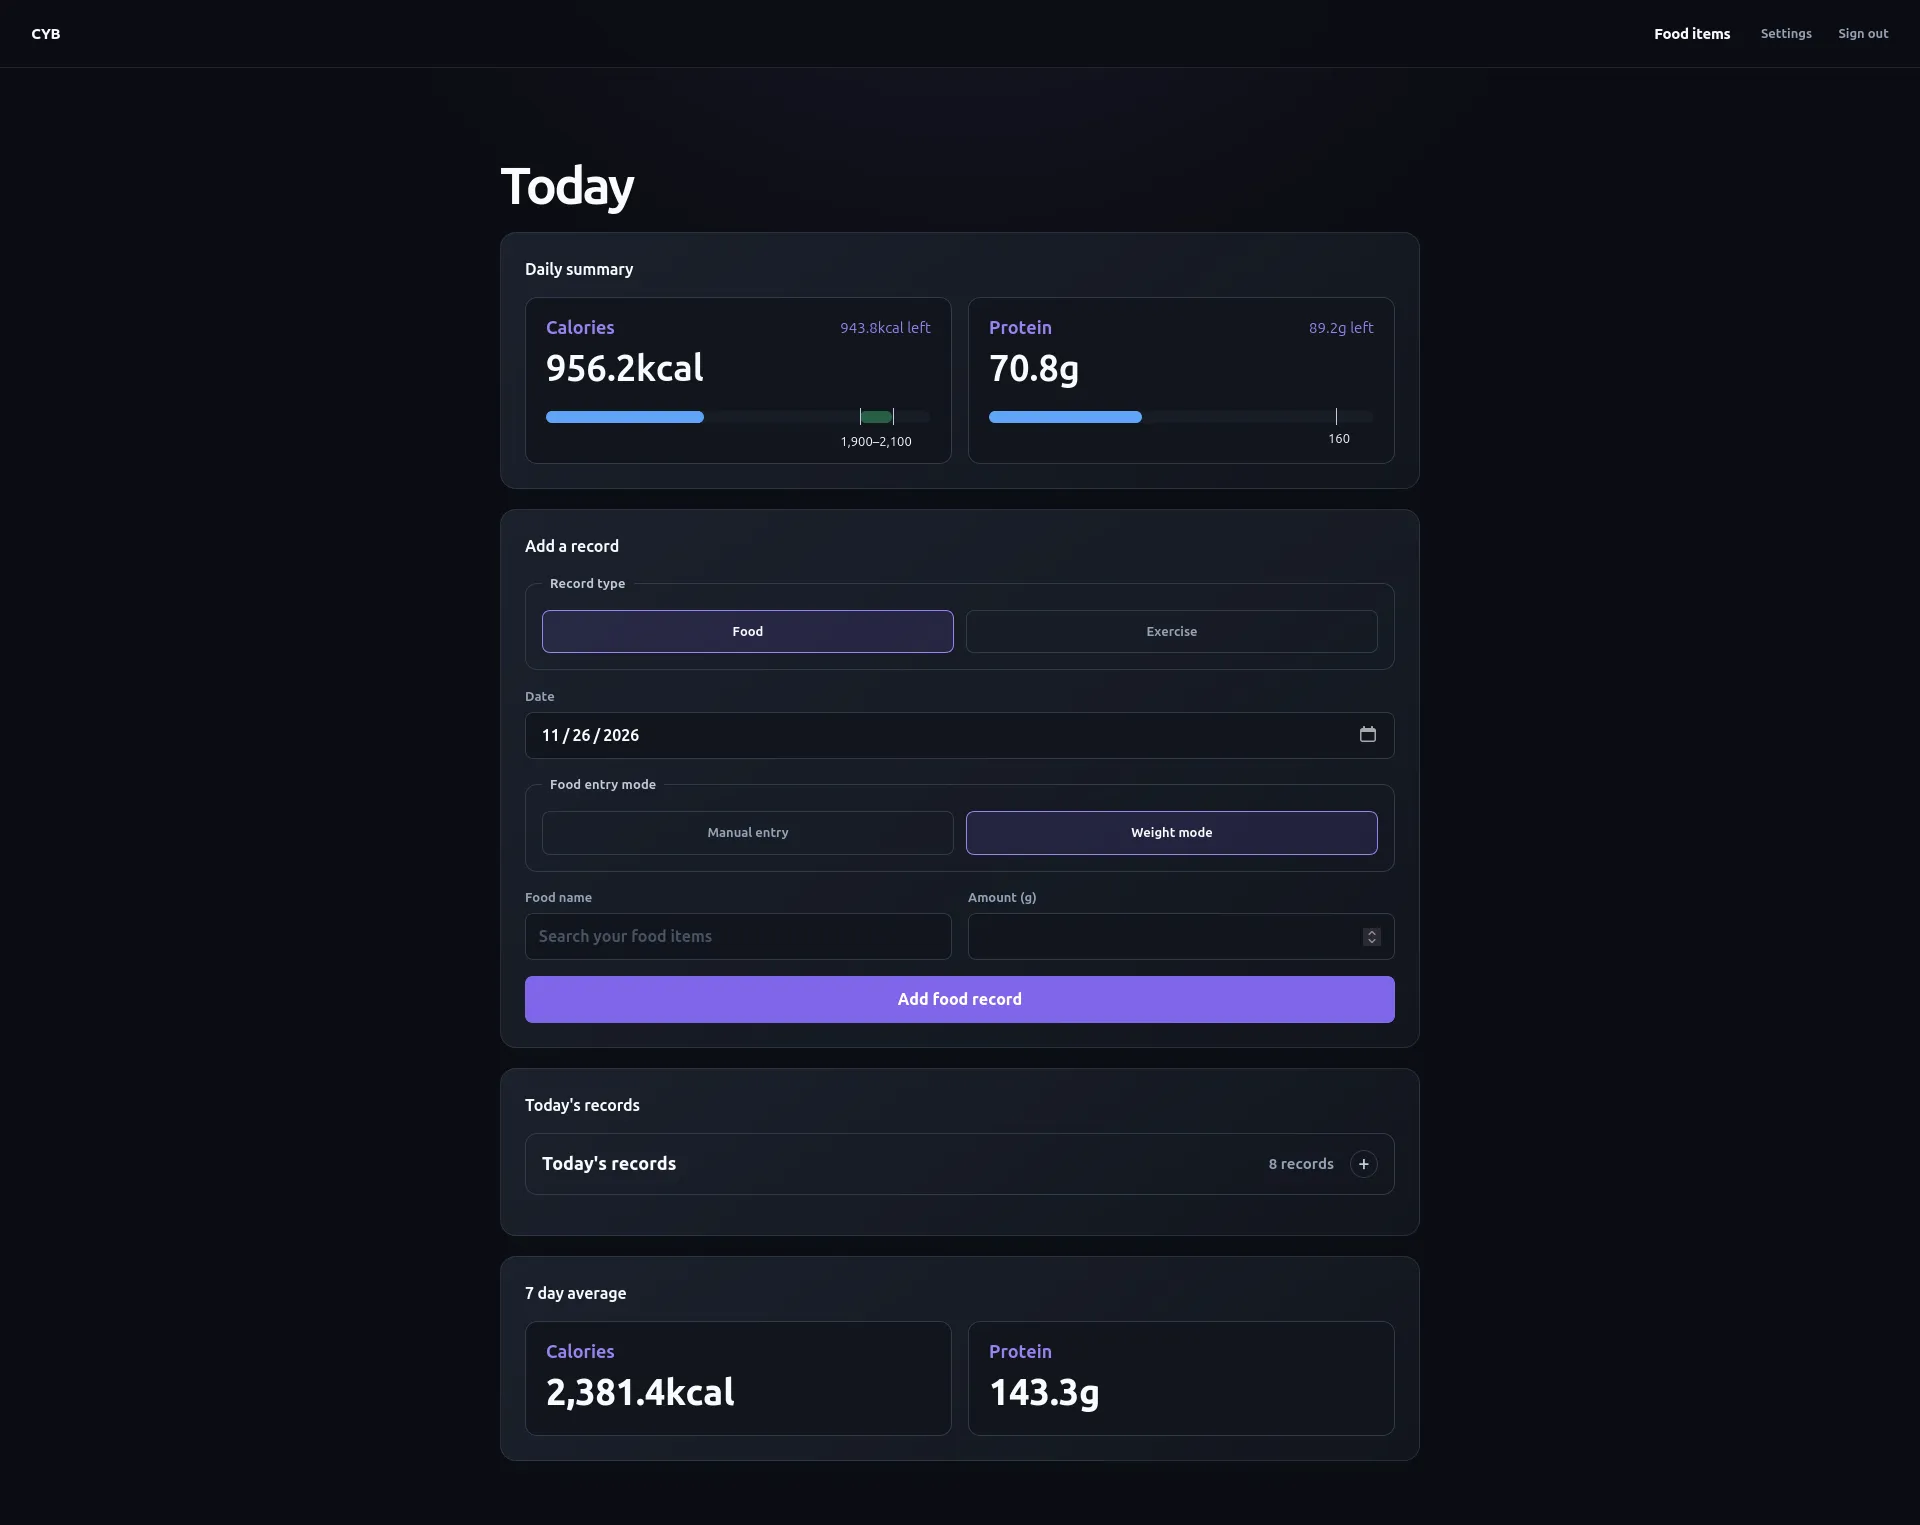 CYB
Food items Settings Sign out
Today
Daily summary
Calories 943.8kcal left
956.2kcal
1,900–2,100
Protein 89.2g left
70.8g
160
Add a record
Record type
Food Exercise
Date
11/26/2026
Food entry mode
Manual entry Weight mode
Food name Amount (g)
Search your food items
Add food record
Today's records
Today's records 8 records +
7 day average
Calories
2,381.4kcal
Protein
143.3g